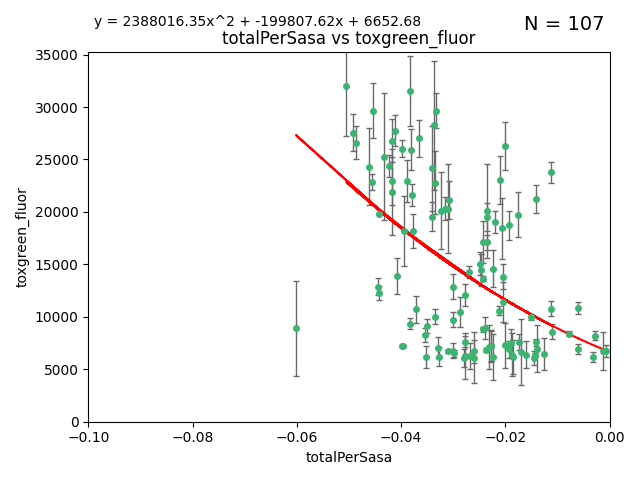 y = 2388016.35x^2 + -199807.62x + 6652.68
N = 107
totalPerSasa vs toxgreen_fluor
35000
30000
25000
20000
15000
10000
5000
0
toxgreen_fluor
−0.10 −0.08 −0.06 −0.04 −0.02 0.00
totalPerSasa